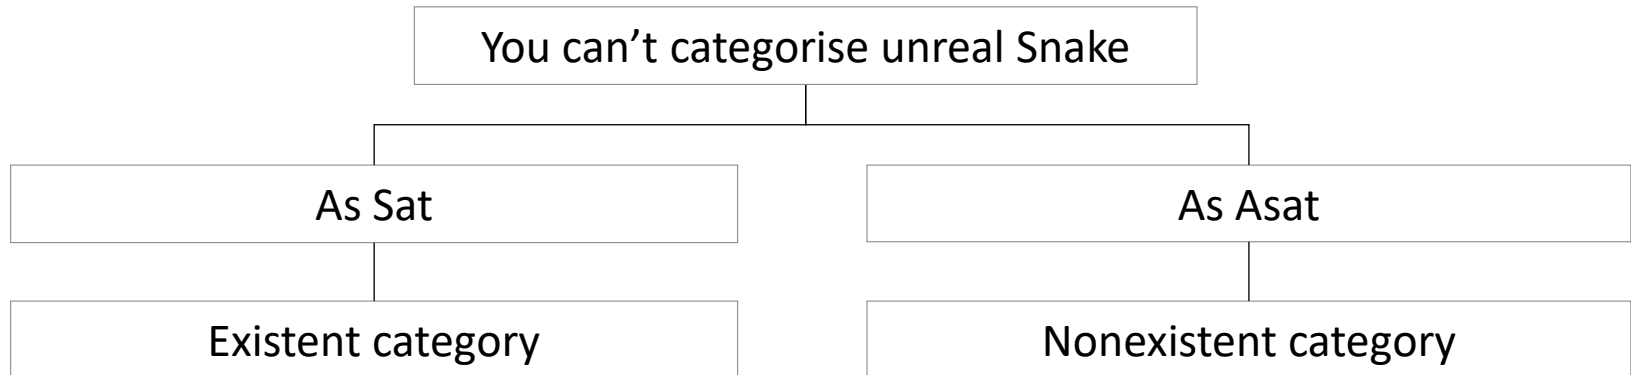 You can’t categorise unreal Snake
As Sat
As Asat
Existent category
Nonexistent category